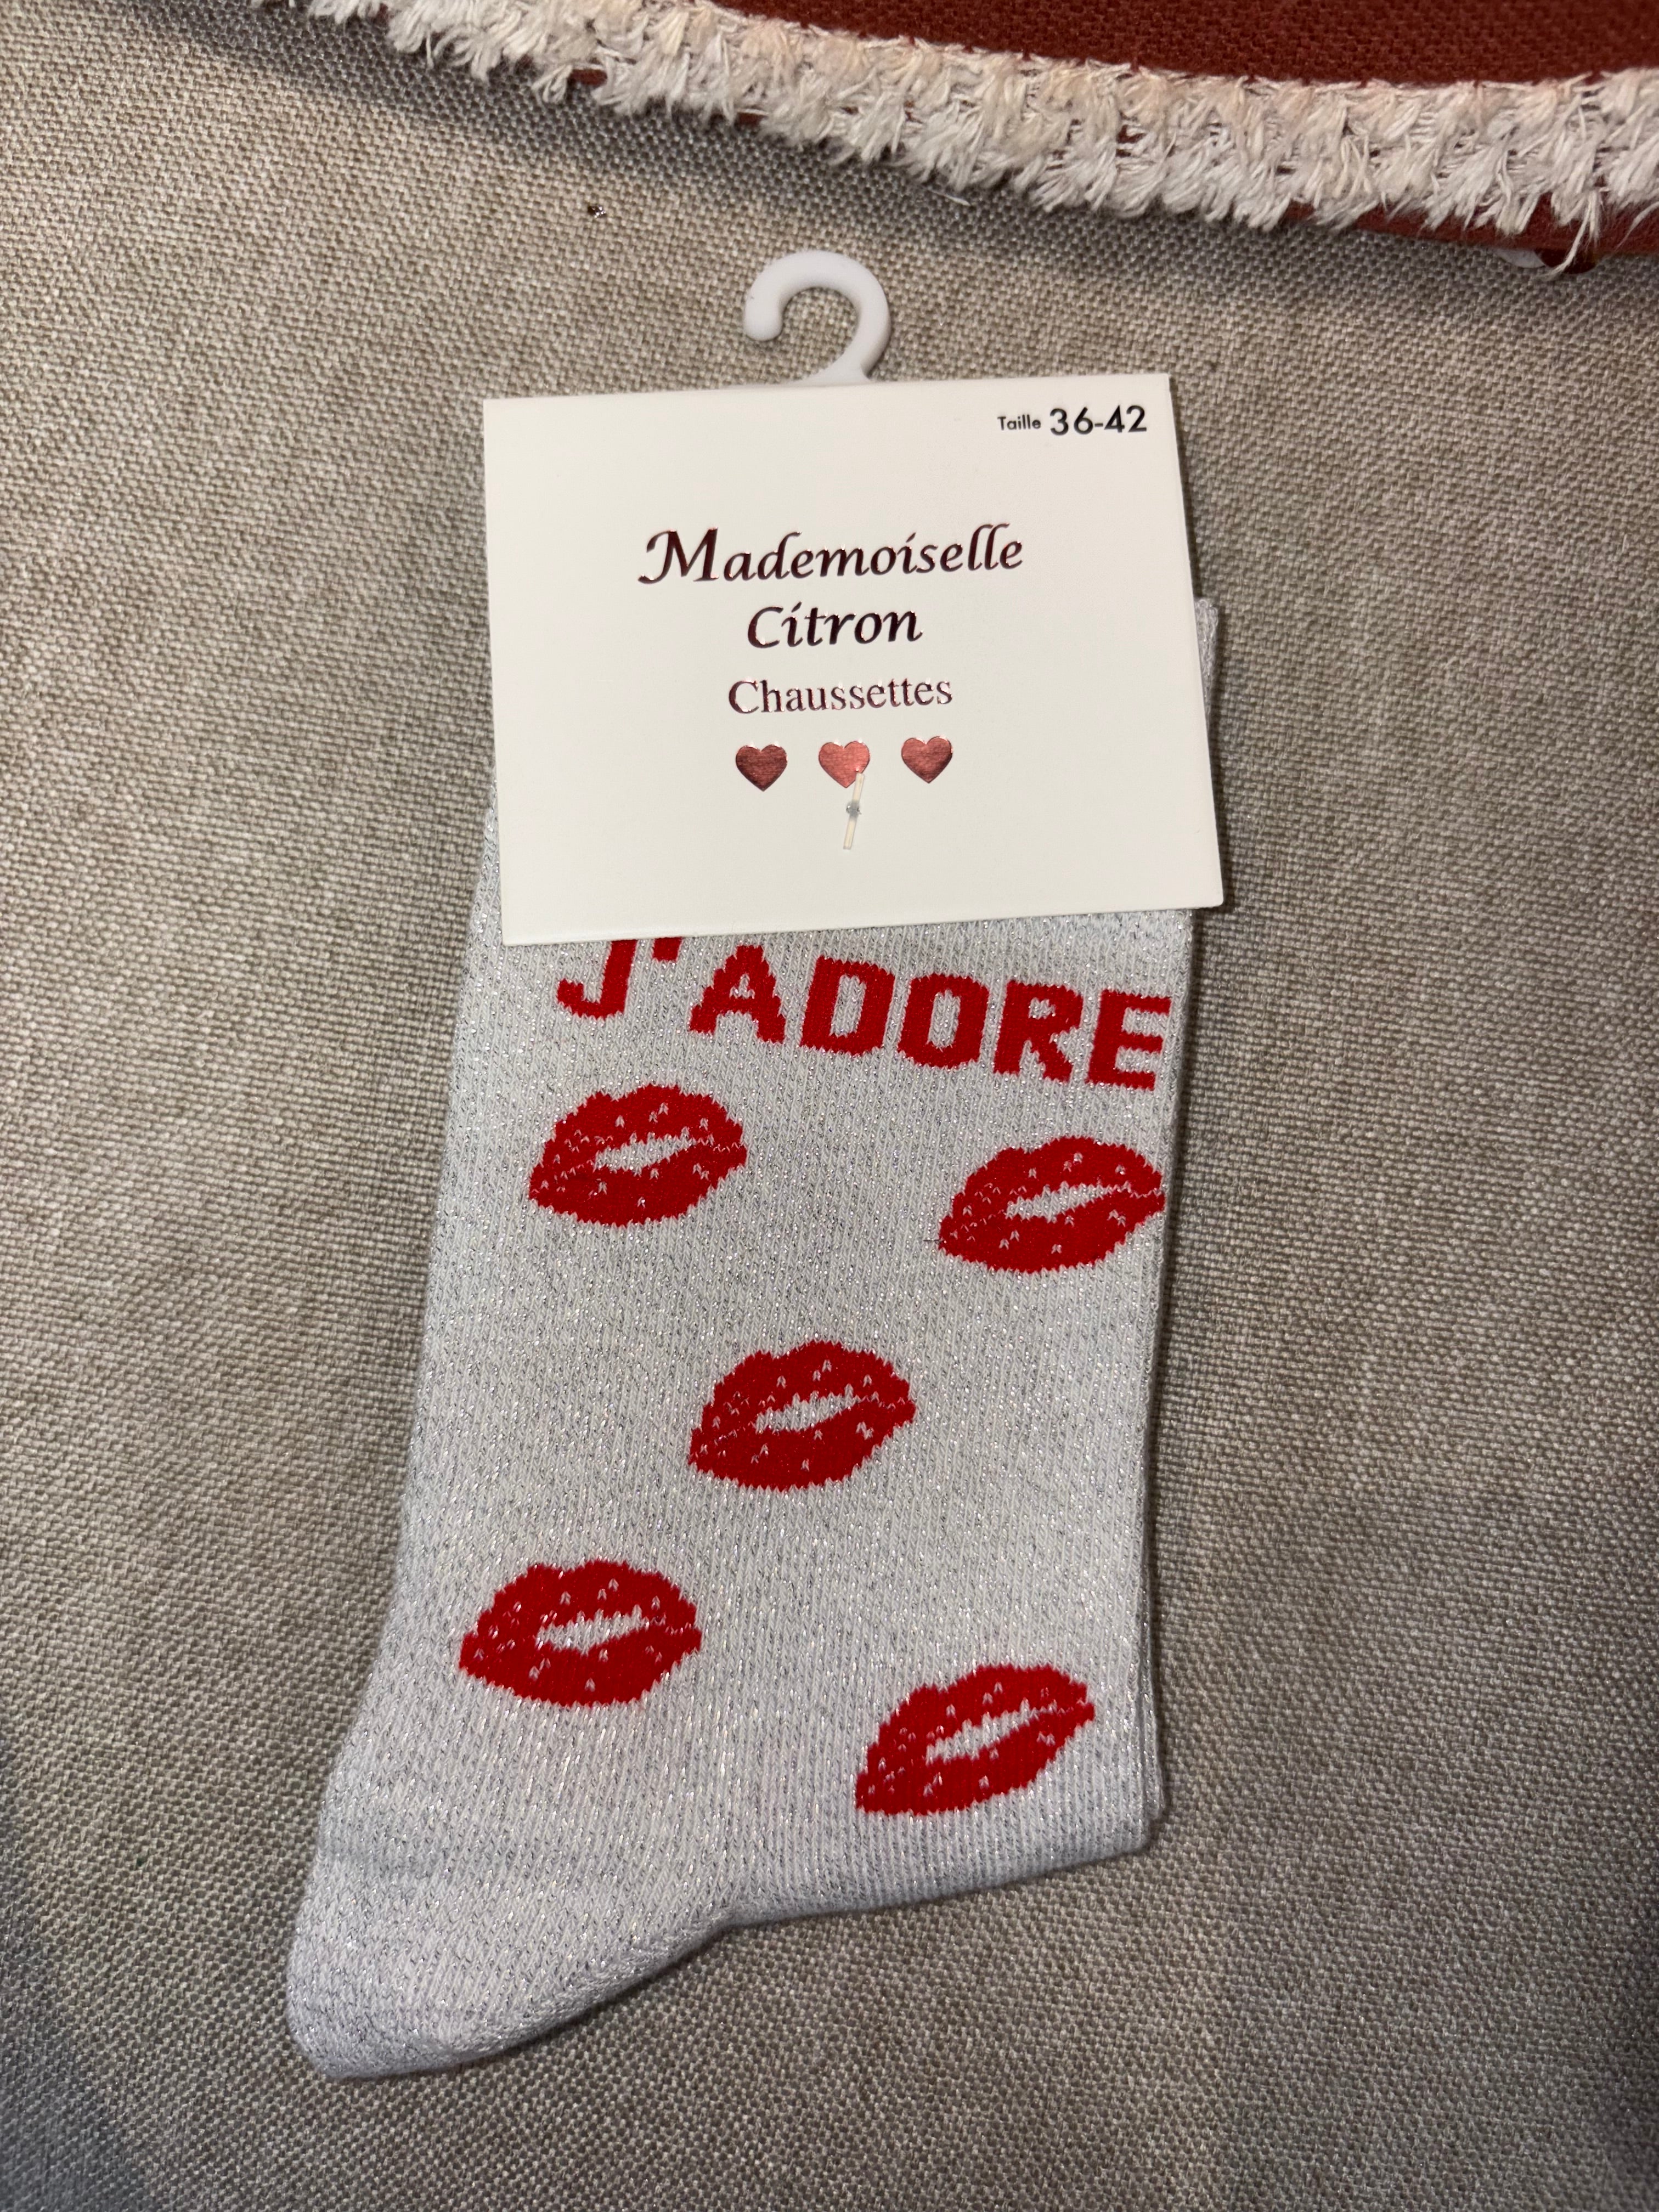 Taille 36-42
Mademoiselle
Citron
Chaussettes
J'ADORE